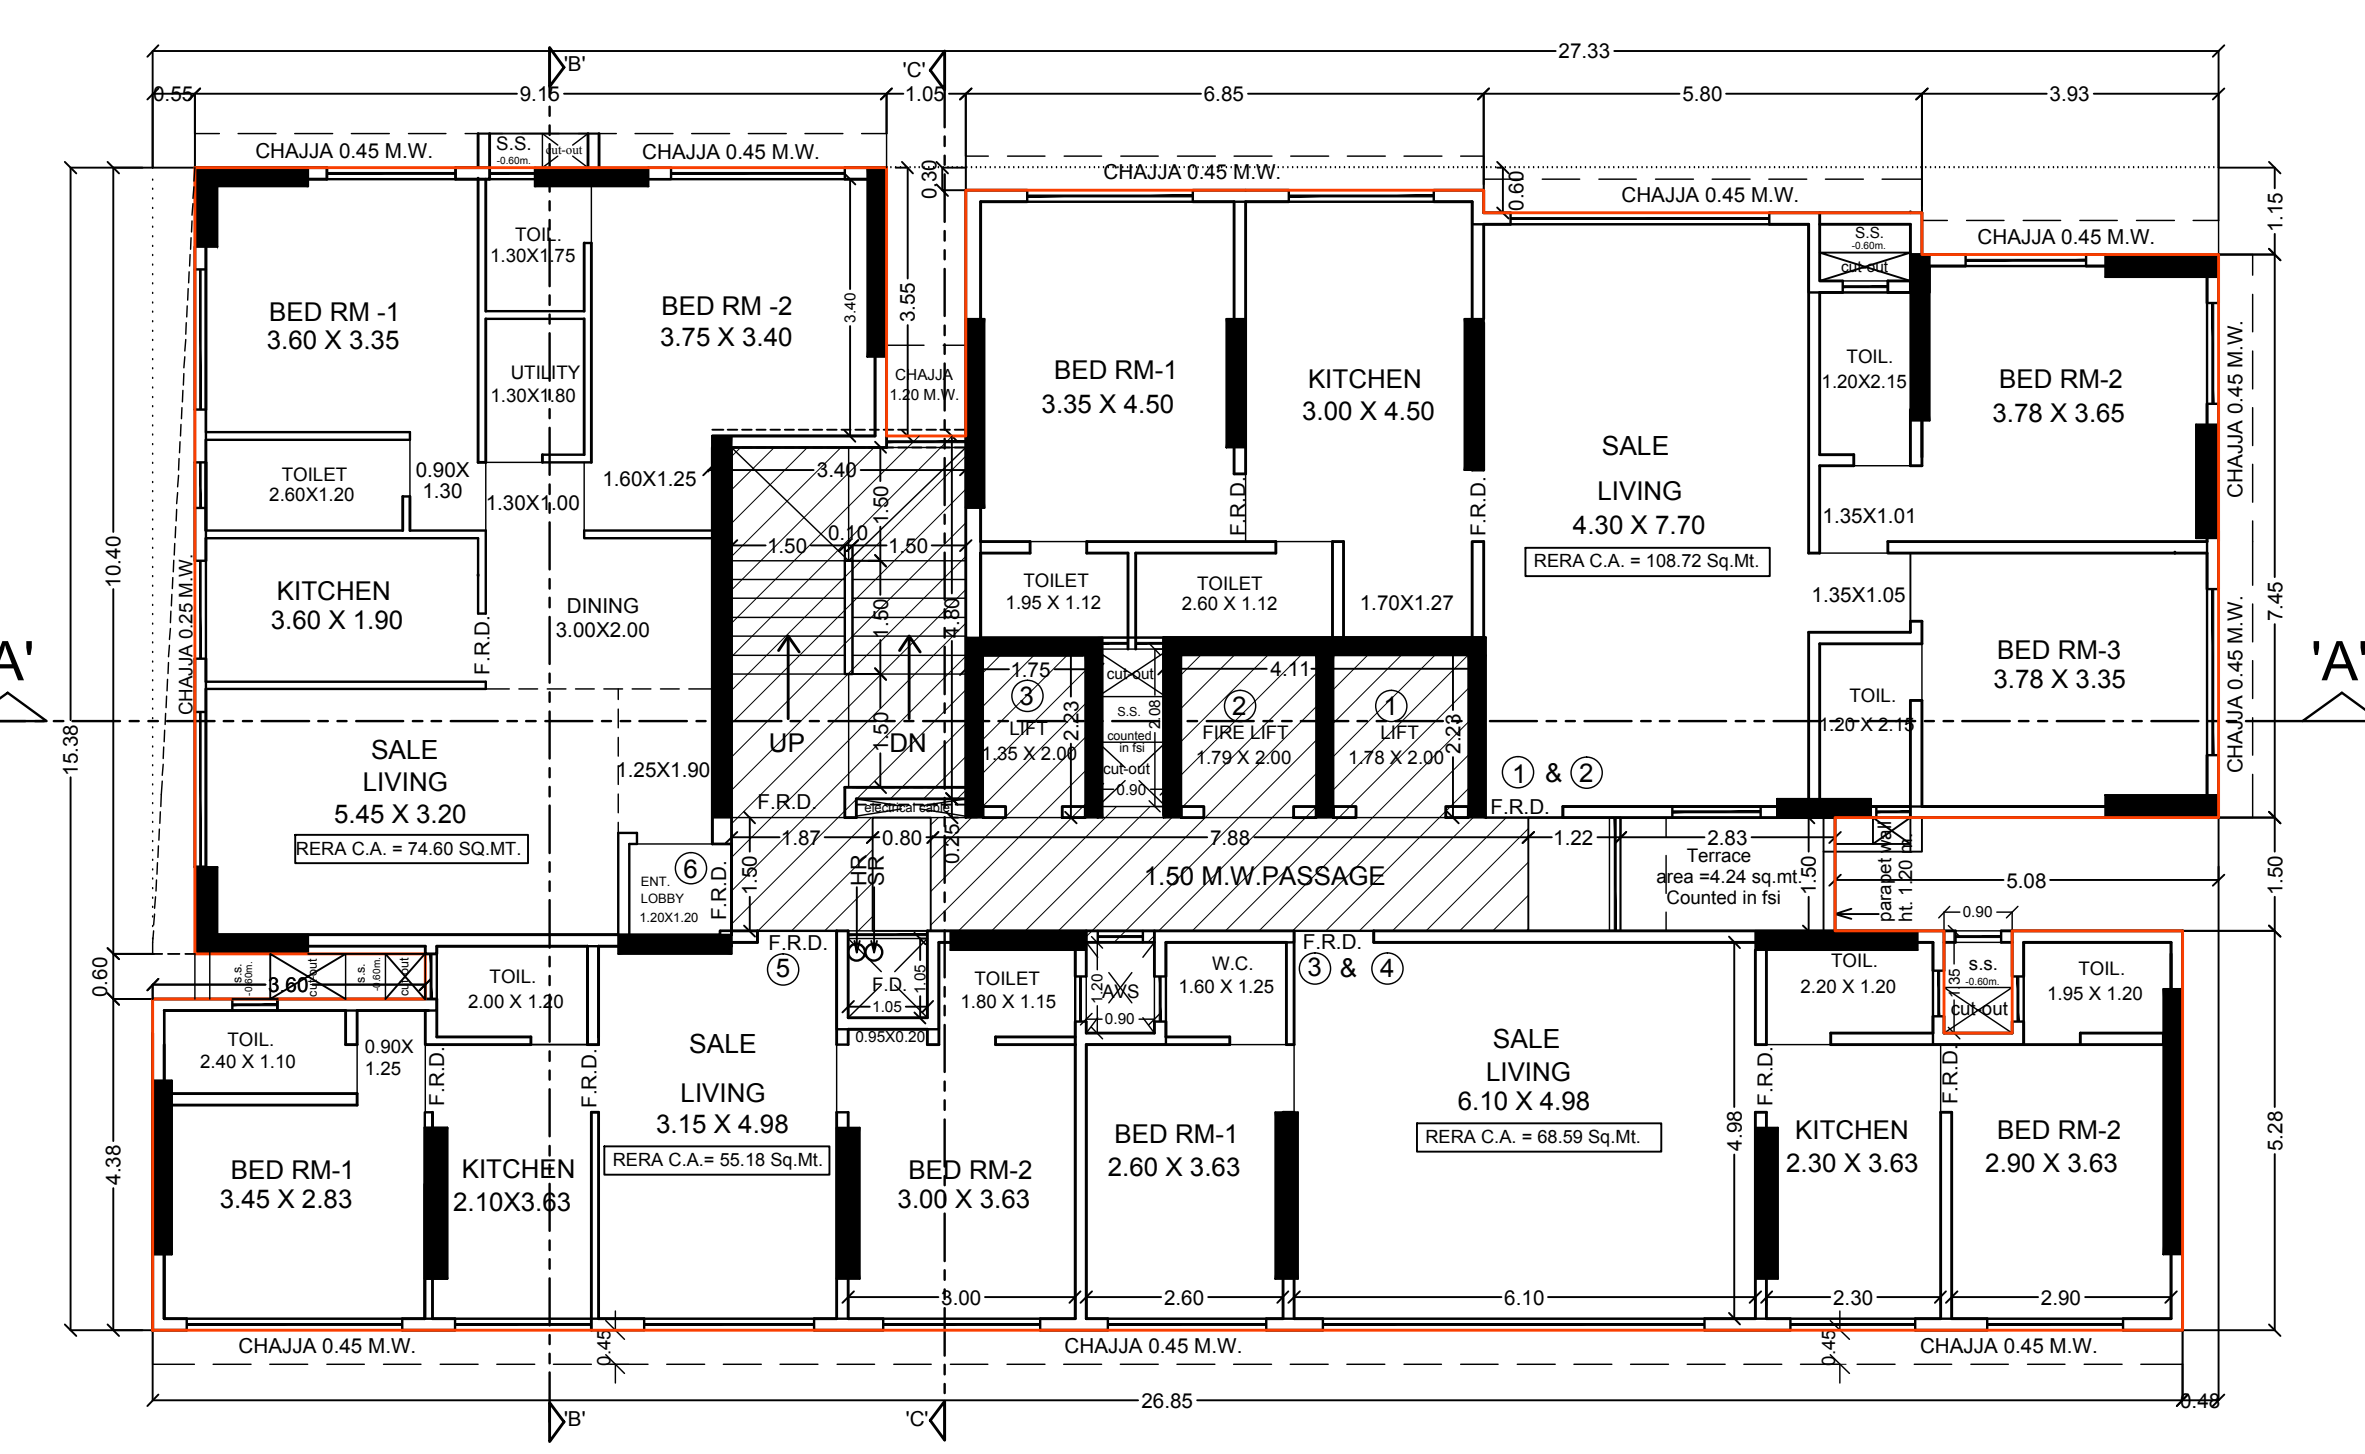 27.33
'B'
'C'
0.55
9.15
1.05
6.85
5.80
3.93
CHAJJA 0.45 M.W.
S.S.
-0.60m.
cut-out
CHAJJA 0.45 M.W.
0.30
CHAJJA 0.45 M.W.
0.60
CHAJJA 0.45 M.W.
1.15
S.S.
-0.60m.
cut-out
CHAJJA 0.45 M.W.
TOIL.
1.30X1.75
BED RM -1
3.60 X 3.35
BED RM -2
3.75 X 3.40
3.40
3.55
UTILITY
1.30X1.80
CHAJJA
1.20 M.W.
BED RM-1
3.35 X 4.50
KITCHEN
3.00 X 4.50
TOIL.
1.20X2.15
BED RM-2
3.78 X 3.65
CHAJJA 0.45 M.W.
CHAJJA 0.45 M.W.
SALE
LIVING
4.30 X 7.70
RERA C.A. = 108.72 Sq.Mt.
TOILET
2.60X1.20
0.90X
1.30
1.30X1.00
1.60X1.25
3.40
1.50
0.10
1.50
1.50
F.R.D.
F.R.D.
1.35X1.01
10.40
15.38
CHAJJA 0.25 M.W.
KITCHEN
3.60 X 1.90
F.R.D.
DINING
3.00X2.00
1.50
4.80
TOILET
1.95 X 1.12
TOILET
2.60 X 1.12
1.70X1.27
1.35X1.05
7.45
CHAJJA 0.45 M.W.
BED RM-3
3.78 X 3.35
A'
'A'
1.75
3
LIFT
1.35 X 2.00
2.23
cut-out
S.S.
counted
in fsi
2.08
cut-out
0.90
4.11
2
FIRE LIFT
1.79 X 2.00
1
LIFT
1.78 X 2.00
2.23
TOIL.
1.20 X 2.15
SALE
LIVING
5.45 X 3.20
RERA C.A. = 74.60 SQ.MT.
1.25X1.90
UP
DN
1.50
F.R.D.
electrical cable
1 & 2
F.R.D.
1.87
0.80
0.25
7.88
1.22
2.83
1.50
HR
SR
1.50 M.W.PASSAGE
Terrace
area =4.24 sq.mt.
Counted in fsi
1.50
parapet wall
ht. 1.20 m.
5.08
1.50
6
ENT.
LOBBY
1.20X1.20
F.R.D.
0.90
0.60
s.s.
-0.60m.
cut-out
s.s.
-0.60m.
cut-out
3.60
TOIL.
2.00 X 1.20
F.R.D.
5
F.D.
1.05
1.05
0.95X0.20
TOILET
1.80 X 1.15
1.20
AVS
0.90
W.C.
1.60 X 1.25
F.R.D.
3 & 4
TOIL.
2.20 X 1.20
1.35
s.s.
-0.60m.
cut-out
TOIL.
1.95 X 1.20
TOIL.
2.40 X 1.10
0.90X
1.25
F.R.D.
F.R.D.
SALE
LIVING
3.15 X 4.98
RERA C.A.= 55.18 Sq.Mt.
SALE
LIVING
6.10 X 4.98
RERA C.A. = 68.59 Sq.Mt.
F.R.D.
F.R.D.
4.38
BED RM-1
3.45 X 2.83
KITCHEN
2.10X3.63
BED RM-2
3.00 X 3.63
BED RM-1
2.60 X 3.63
4.98
KITCHEN
2.30 X 3.63
BED RM-2
2.90 X 3.63
5.28
3.00
2.60
6.10
2.30
2.90
CHAJJA 0.45 M.W.
0.45
CHAJJA 0.45 M.W.
0.45
CHAJJA 0.45 M.W.
26.85
0.48
'B'
'C'